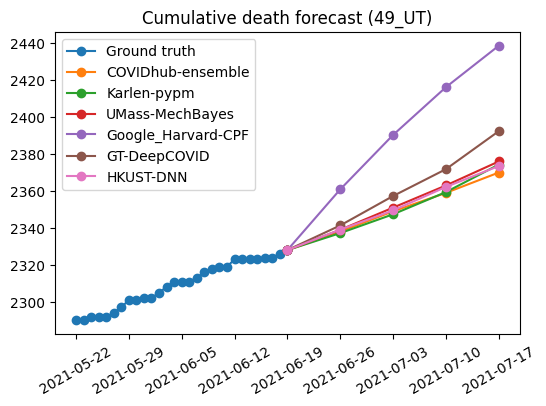 Cumulative death forecast (49_UT)
2440
2420
2400
2380
2360
2340
2320
2300
Ground truth
COVIDhub-ensemble
Karlen-pypm
UMass-MechBayes
Google_Harvard-CPF
GT-DeepCOVID
HKUST-DNN
2021-05-22
2021-05-29
2021-06-05
2021-06-12
2021-06-19
2021-06-26
2021-07-03
2021-07-10
2021-07-17